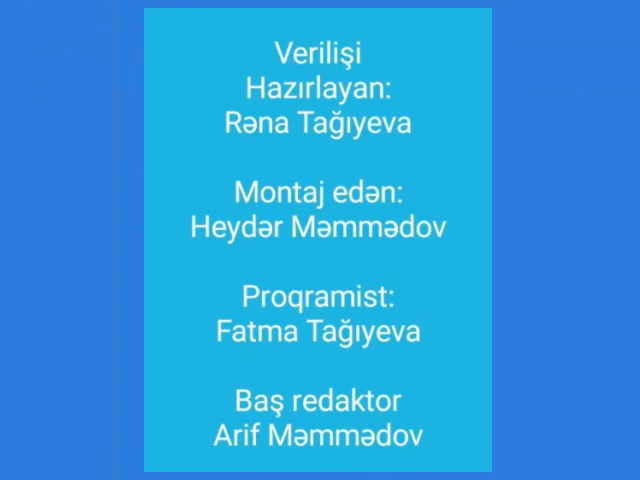 Verilişi
Hazırlayan:
Rəna Tağıyeva
Montaj edən:
Heydər Məmmədov
Proqramist:
Fatma Tağıyeva
Baş redaktor
Arif Məmmədov